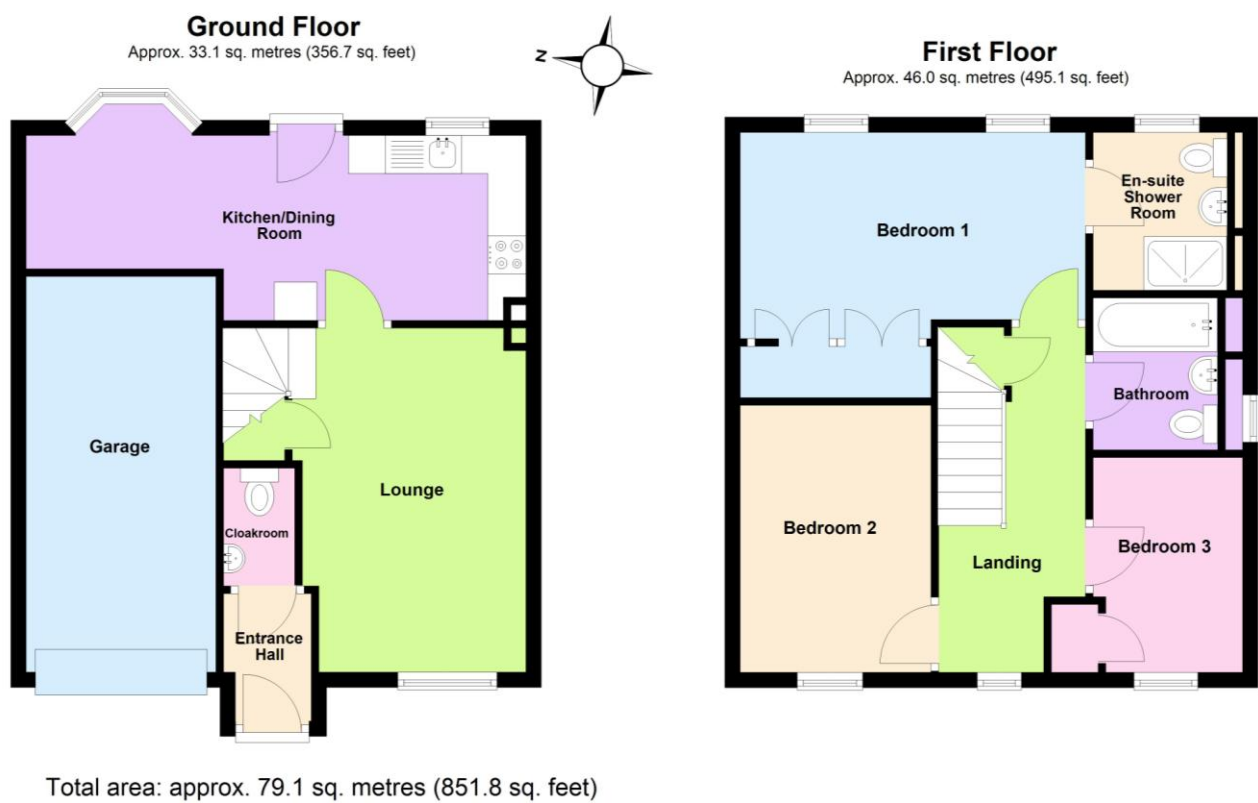 Ground Floor
Approx. 33.1 sq. metres (356.7 sq. feet)
N
Kitchen/Dining
Room
Garage
Lounge
Cloakroom
Entrance
Hall
First Floor
Approx. 46.0 sq. metres (495.1 sq. feet)
Bedroom 1
En-suite
Shower
Room
Bathroom
Bedroom 2
Landing
Bedroom 3
Total area: approx. 79.1 sq. metres (851.8 sq. feet)